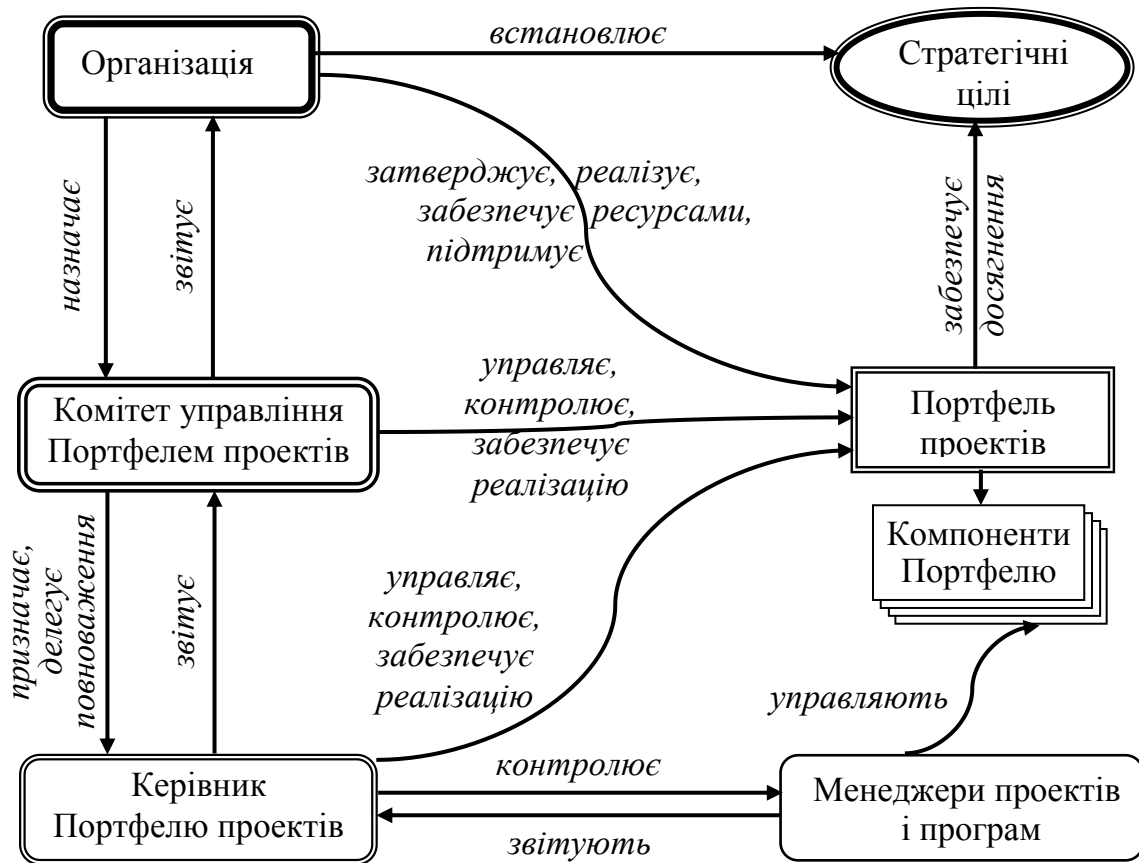 Організація
встановлює
Стратегічні
цілі
назначає
звітує
затверджує, реалізує,
забезпечує ресурсами,
підтримує
забезпечує
досягнення
Комітет управління
Портфелем проектів
управляє,
контролює,
забезпечує
реалізацію
Портфель
проектів
Компоненти
Портфелю
призначає,
делегує
повноваження
звітує
управляє,
контролює,
забезпечує
реалізацію
управляють
Керівник
Портфелю проектів
контролює
звітують
Менеджери проектів
і програм